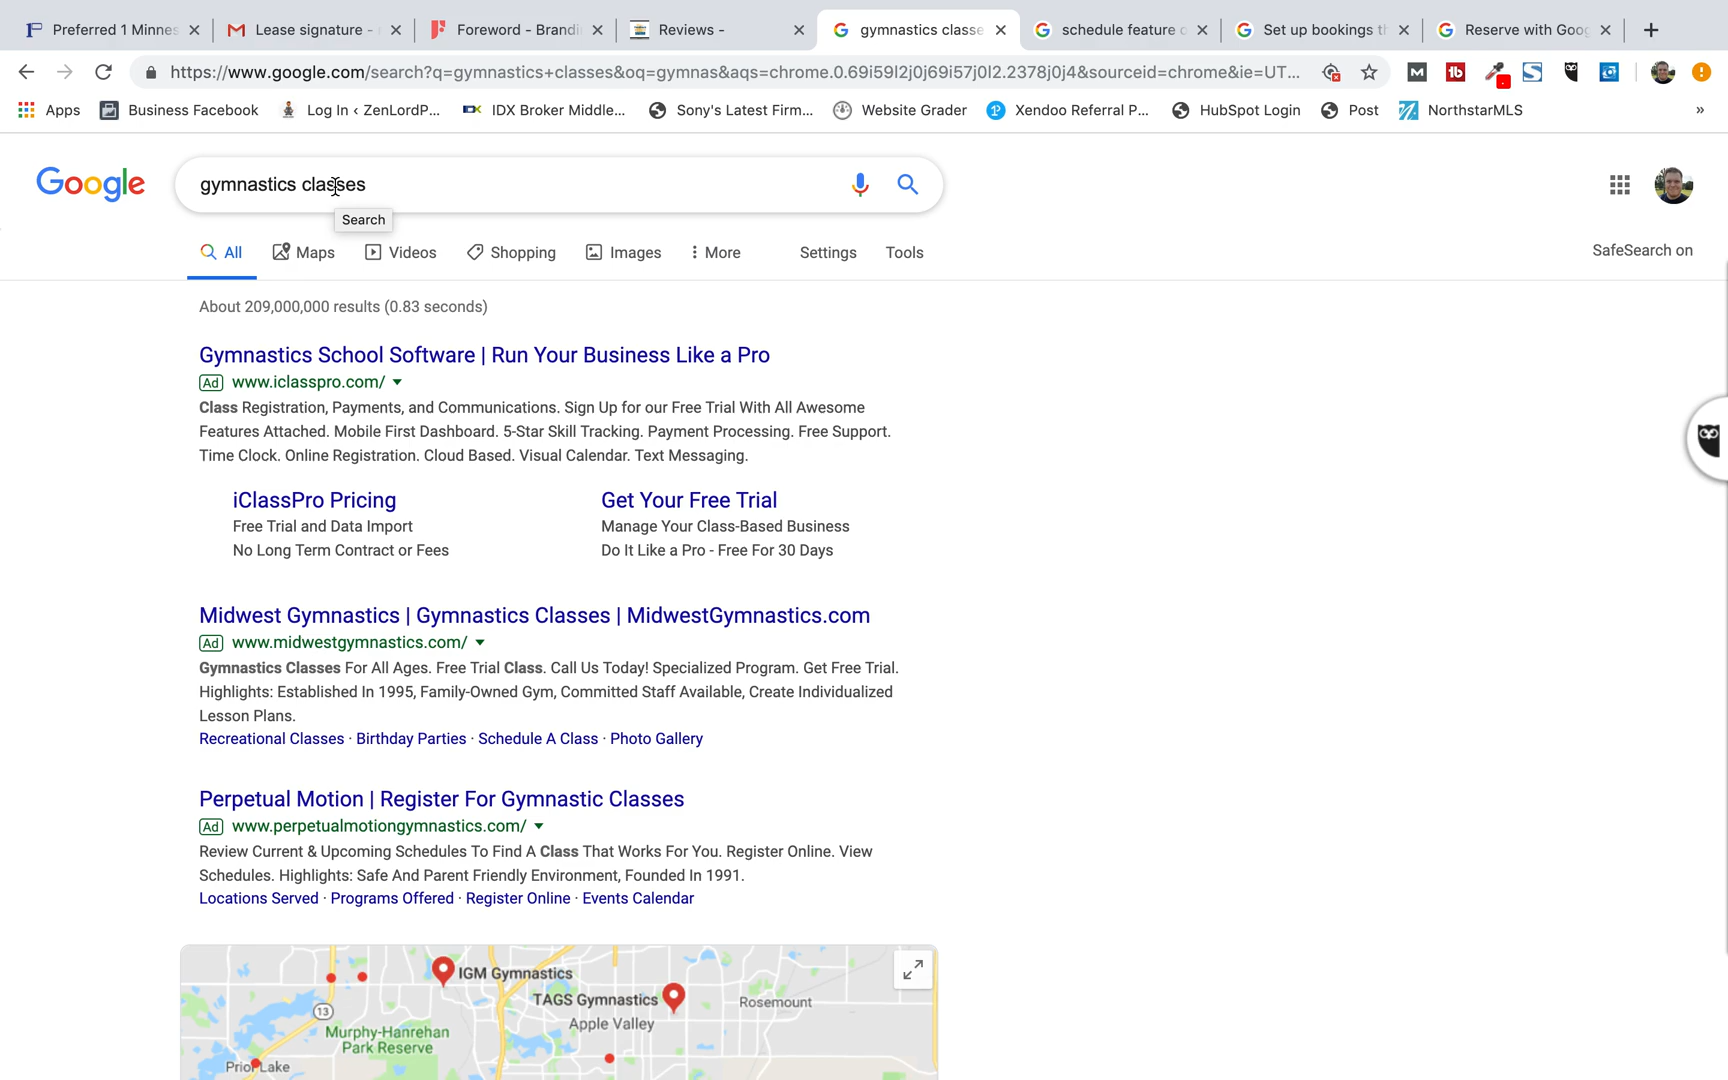 Preferred 1 Minnes
Lease signature -
Foreword - Brandi
Reviews -
gymnastics classe
schedule feature c
Set up bookings th
Reserve with Goog
https://www.google.com/search?q=gymnastics+classes&oq=gymnas&aqs=chrome.0.69i59l2j0j69i57j0l2.2378j0j4&sourceid=chrome&ie=UT...
Apps
Business Facebook
Log In ‹ ZenLordP...
IDX Broker Middle...
Sony's Latest Firm...
Website Grader
Xendoo Referral P...
HubSpot Login
Post
NorthstarMLS
»
Google
gymnastics classes
Search
All
Maps
Videos
Shopping
Images
More
Settings
Tools
SafeSearch on
About 209,000,000 results (0.83 seconds)
Gymnastics School Software | Run Your Business Like a Pro
Ad www.iclasspro.com/
Class Registration, Payments, and Communications. Sign Up for our Free Trial With All Awesome
Features Attached. Mobile First Dashboard. 5-Star Skill Tracking. Payment Processing. Free Support.
Time Clock. Online Registration. Cloud Based. Visual Calendar. Text Messaging.
iClassPro Pricing
Free Trial and Data Import
No Long Term Contract or Fees
Get Your Free Trial
Manage Your Class-Based Business
Do It Like a Pro - Free For 30 Days
Midwest Gymnastics | Gymnastics Classes | MidwestGymnastics.com
Ad www.midwestgymnastics.com/
Gymnastics Classes For All Ages. Free Trial Class. Call Us Today! Specialized Program. Get Free Trial.
Highlights: Established In 1995, Family-Owned Gym, Committed Staff Available, Create Individualized
Lesson Plans.
Recreational Classes · Birthday Parties · Schedule A Class · Photo Gallery
Perpetual Motion | Register For Gymnastic Classes
Ad www.perpetualmotiongymnastics.com/
Review Current & Upcoming Schedules To Find A Class That Works For You. Register Online. View
Schedules. Highlights: Safe And Parent Friendly Environment, Founded In 1991.
Locations Served · Programs Offered · Register Online · Events Calendar
IGM Gymnastics
TAGS Gymnastics
Rosemount
13
Apple Valley
Murphy-Hanrehan
Park Reserve
Prior Lake